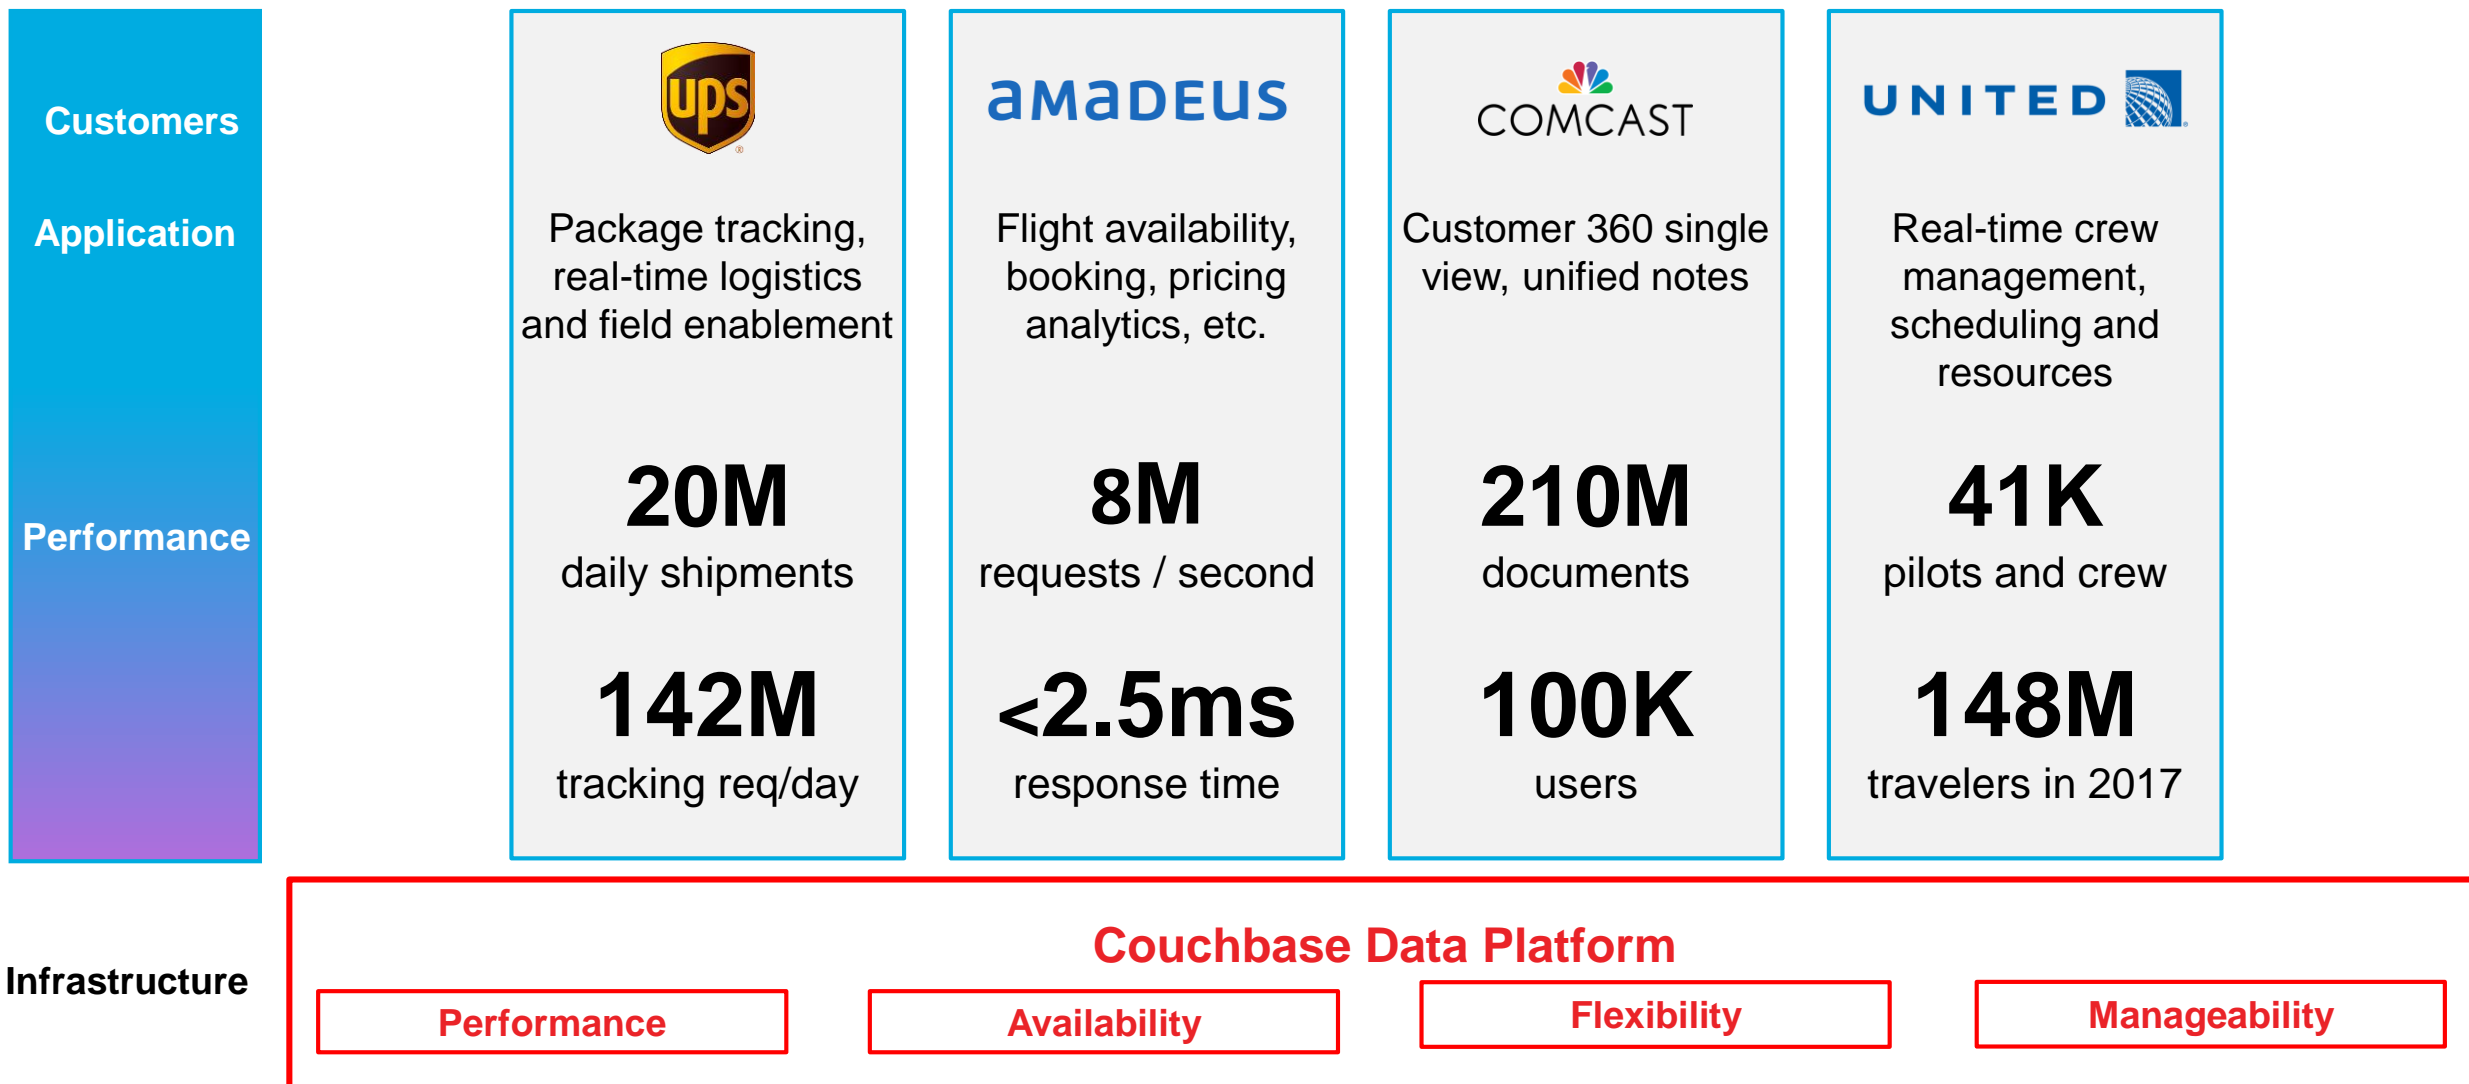 Customers
ups
amadeus
COMCAST
UNITED
Application
Package tracking,
real-time logistics
and field enablement
Flight availability,
booking, pricing
analytics, etc.
Customer 360 single
view, unified notes
Real-time crew
management,
scheduling and
resources
Performance
20M
daily shipments
142M
tracking req/day
8M
requests / second
<2.5ms
response time
210M
documents
100K
users
41K
pilots and crew
148M
travelers in 2017
Infrastructure
Couchbase Data Platform
Performance
Availability
Flexibility
Manageability